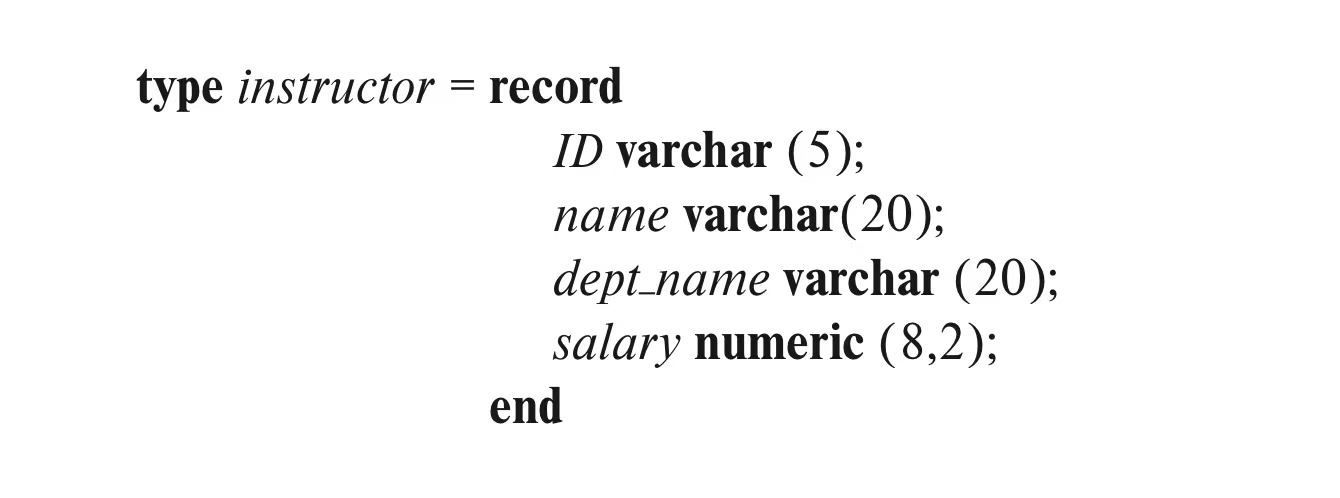 type instructor = record
ID varchar (5);
name varchar(20);
dept_name varchar (20);
salary numeric (8,2);
end